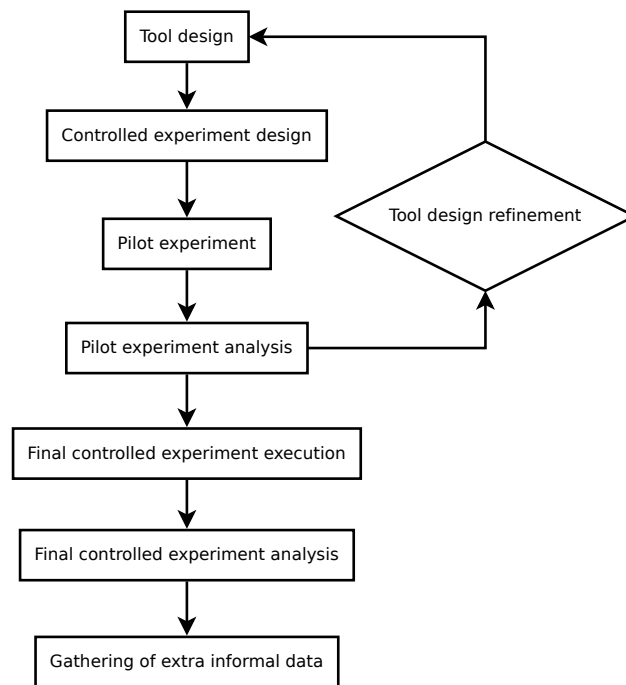 Tool design
Controlled experiment design
Tool design refinement
Pilot experiment
Pilot experiment analysis
Final controlled experiment execution
Final controlled experiment analysis
Gathering of extra informal data